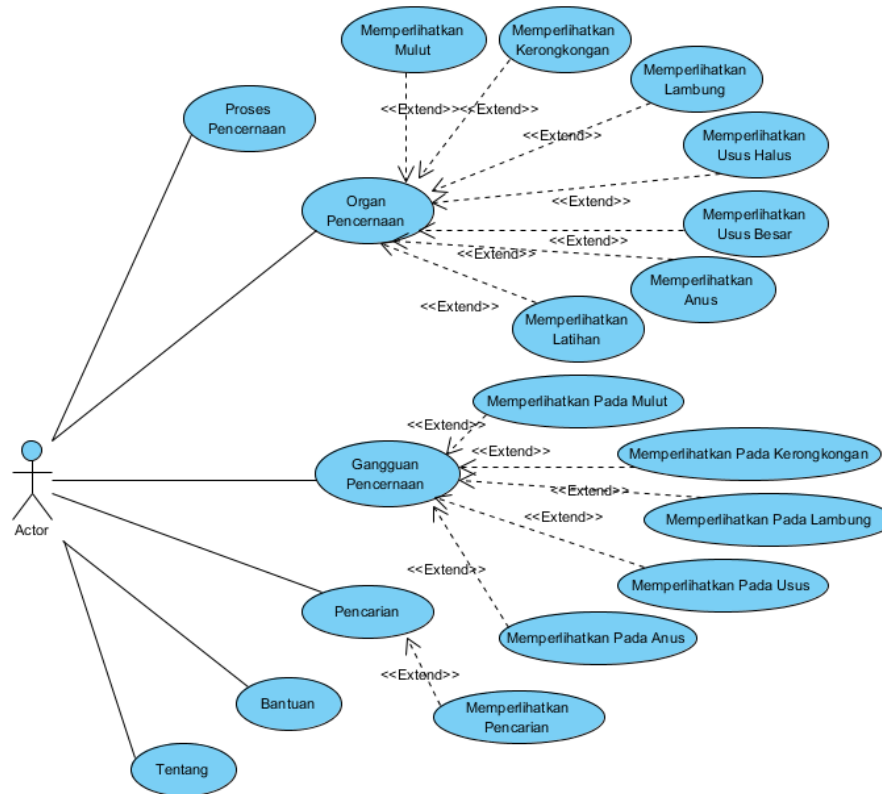 Memperlihatkan
Mulut
Memperlihatkan
Kerongkongan
Memperlihatkan
Lambung
<<Extend>>
<<Extend>>
Proses
Pencernaan
<<Extend>>
Memperlihatkan
Usus Halus
Organ
Pencernaan
<<Extend>>
Memperlihatkan
Usus Besar
<<Extend>>
<<Extend>>
Memperlihatkan
Anus
<<Extend>>
Memperlihatkan
Latihan
Memperlihatkan Pada Mulut
<<Extend>>
<<Extend>>
Memperlihatkan Pada Kerongkongan
Gangguan
Pencernaan
<<Extend>>
Memperlihatkan Pada Lambung
<<Extend>>
Actor
<<Extend>>
Memperlihatkan Pada Usus
Pencarian
Memperlihatkan Pada Anus
<<Extend>>
Bantuan
Memperlihatkan
Pencarian
Tentang